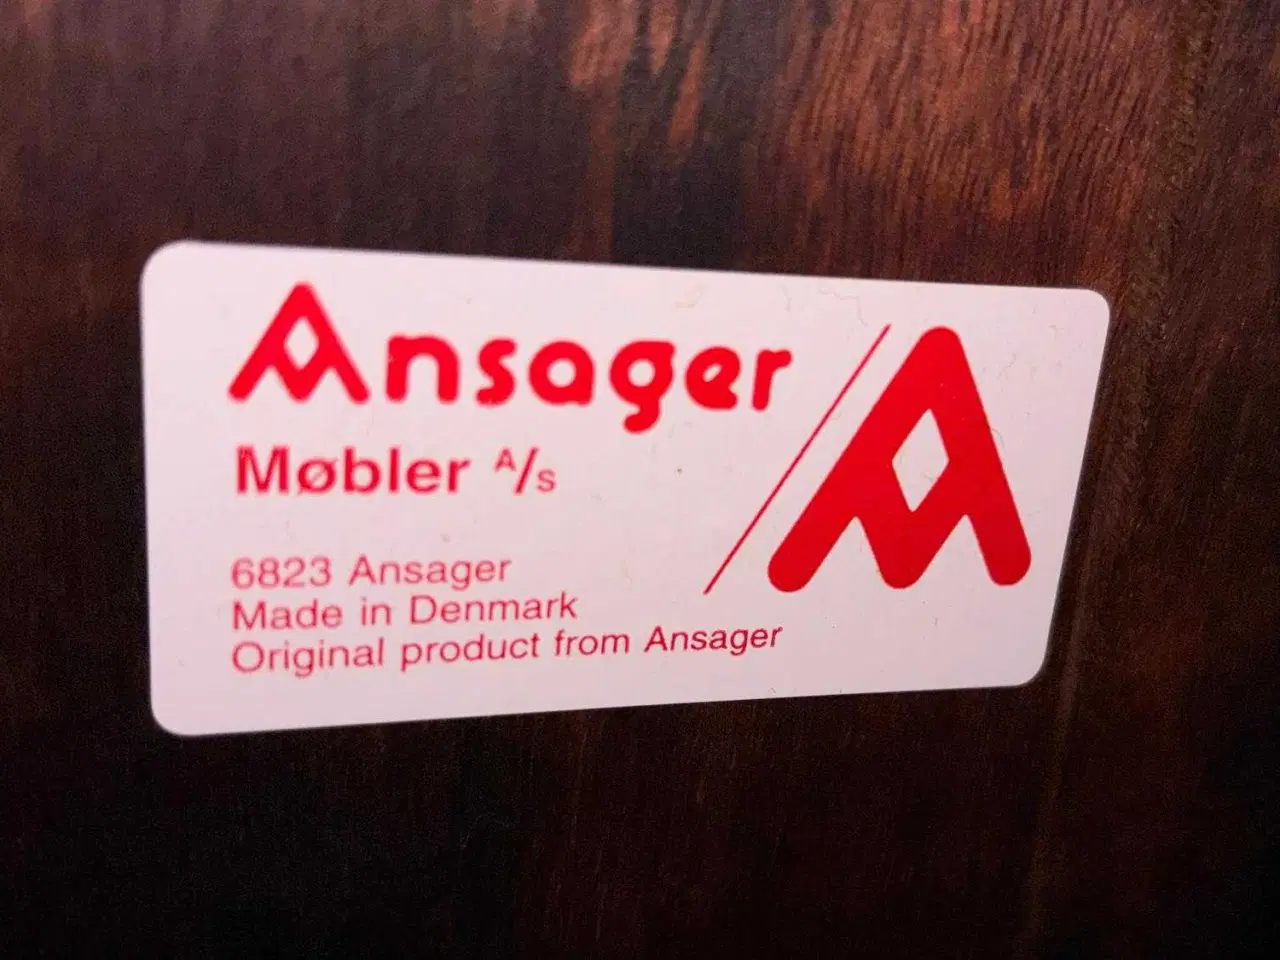 Ansager
Møbler A/s
6823 Ansager
Made in Denmark
Original product from Ansager